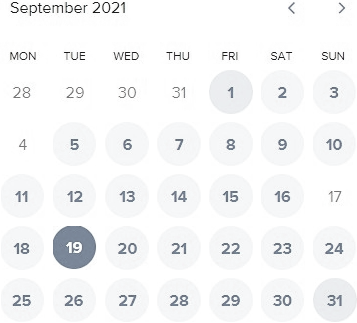 September 2021
MON TUE WED THU FRI SAT SUN
28 29 30 31 1 2 3
4 5 6 7 8 9 10
11 12 13 14 15 16 17
18 19 20 21 22 23 24
25 26 27 28 29 30 31